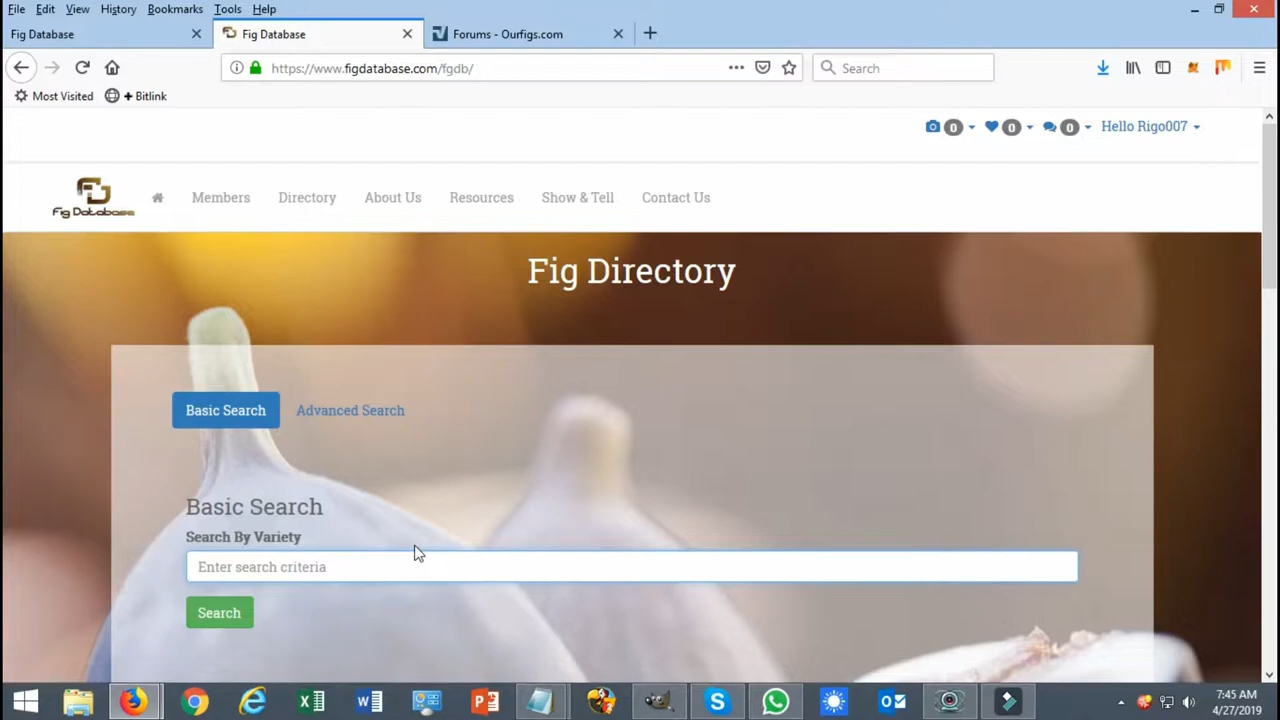 File Edit View History Bookmarks Tools Help
Fig Database Fig Database Forums - Ourfigs.com
https://www.figdatabase.com/fgdb/ Search
Most Visited Bitlink
0 0 0 Hello Rigo007
Fig Database Members Directory About Us Resources Show & Tell Contact Us
Fig Directory
Basic Search Advanced Search
Basic Search
Search By Variety
Enter search criteria
Search
7:45 AM
4/27/2019